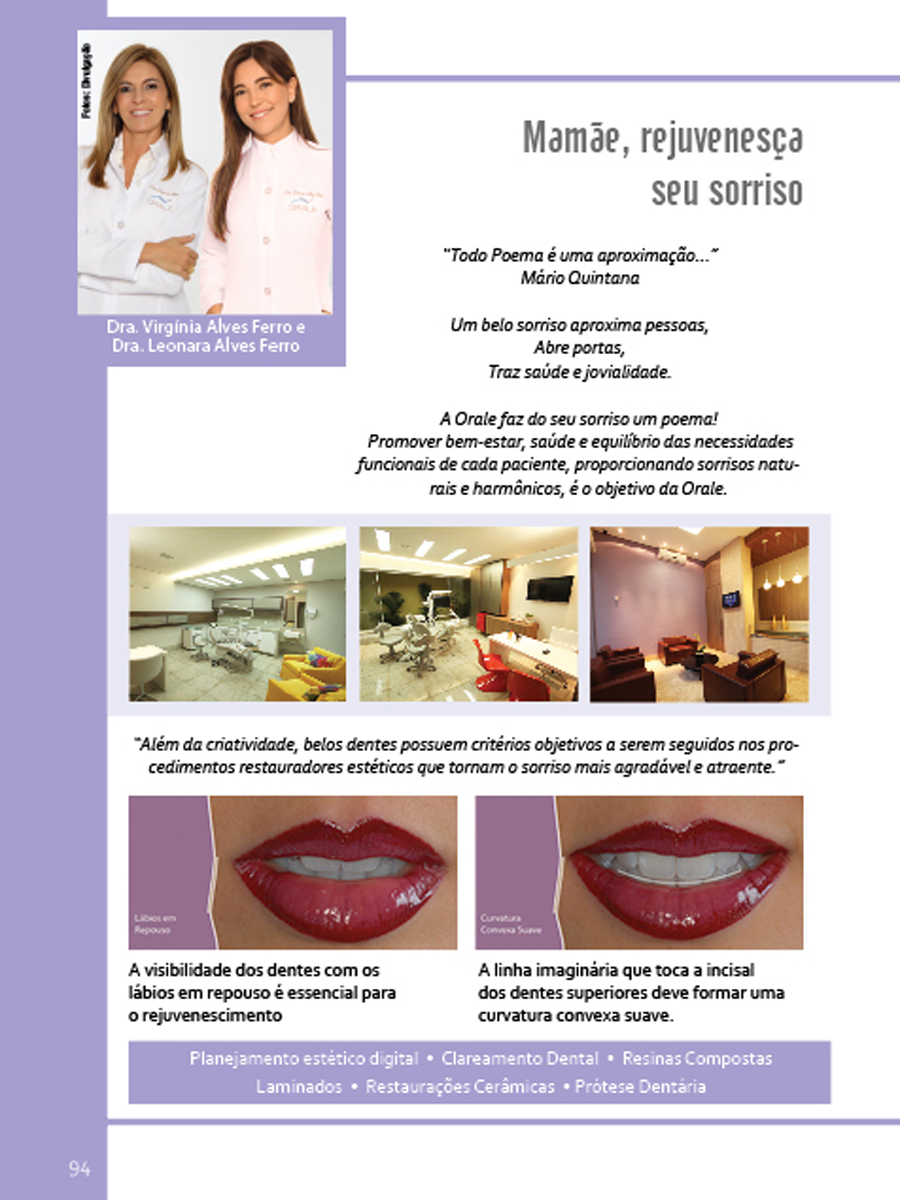 Fotos: Divulgação
Dra. Virgínia Alves Ferro e
Dra. Leonara Alves Ferro
Mamãe, rejuvenesça
seu sorriso
“Todo Poema é uma aproximação...”
Mário Quintana
Um belo sorriso aproxima pessoas,
Abre portas,
Traz saúde e jovialidade.
A Orale faz do seu sorriso um poema!
Promover bem-estar, saúde e equilíbrio das necessidades
funcionais de cada paciente, proporcionando sorrisos natu-
rais e harmônicos, é o objetivo da Orale.
“Além da criatividade, belos dentes possuem critérios objetivos a serem seguidos nos pro-
cedimentos restauradores estéticos que tornam o sorriso mais agradável e atraente.”
Lábios em
Repouso
Curvatura
Convexa Suave
A visibilidade dos dentes com os
lábios em repouso é essencial para
o rejuvenescimento
A linha imaginária que toca a incisal
dos dentes superiores deve formar uma
curvatura convexa suave.
Planejamento estético digital • Clareamento Dental • Resinas Compostas
Laminados • Restaurações Cerâmicas • Prótese Dentária
94